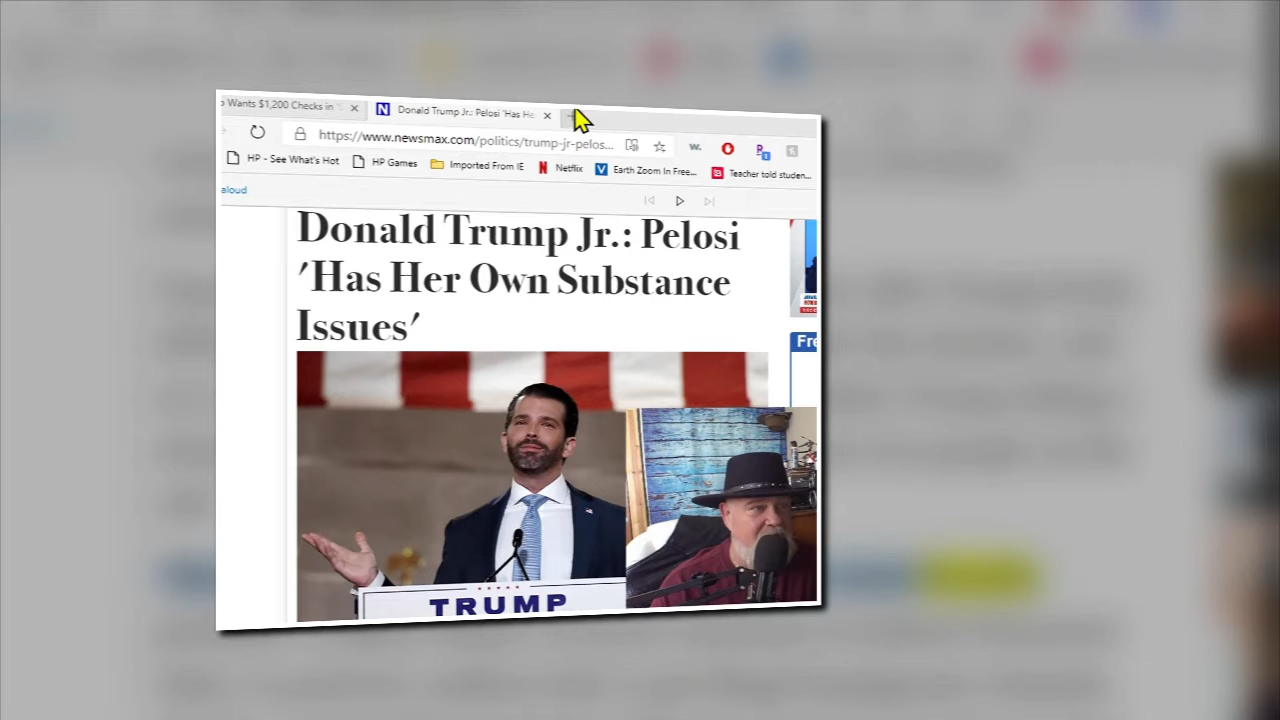 Wants $1,200 Checks in
Donald Trump Jr.: Pelosi 'Has He
https://www.newsmax.com/politics/trump-jr-pelos...
HP - See What's Hot
HP Games
Imported From IE
Netflix
Earth Zoom In Free...
Teacher told studen...
aloud
Donald Trump Jr.: Pelosi
'Has Her Own Substance
Issues'
Fre
TRUMP